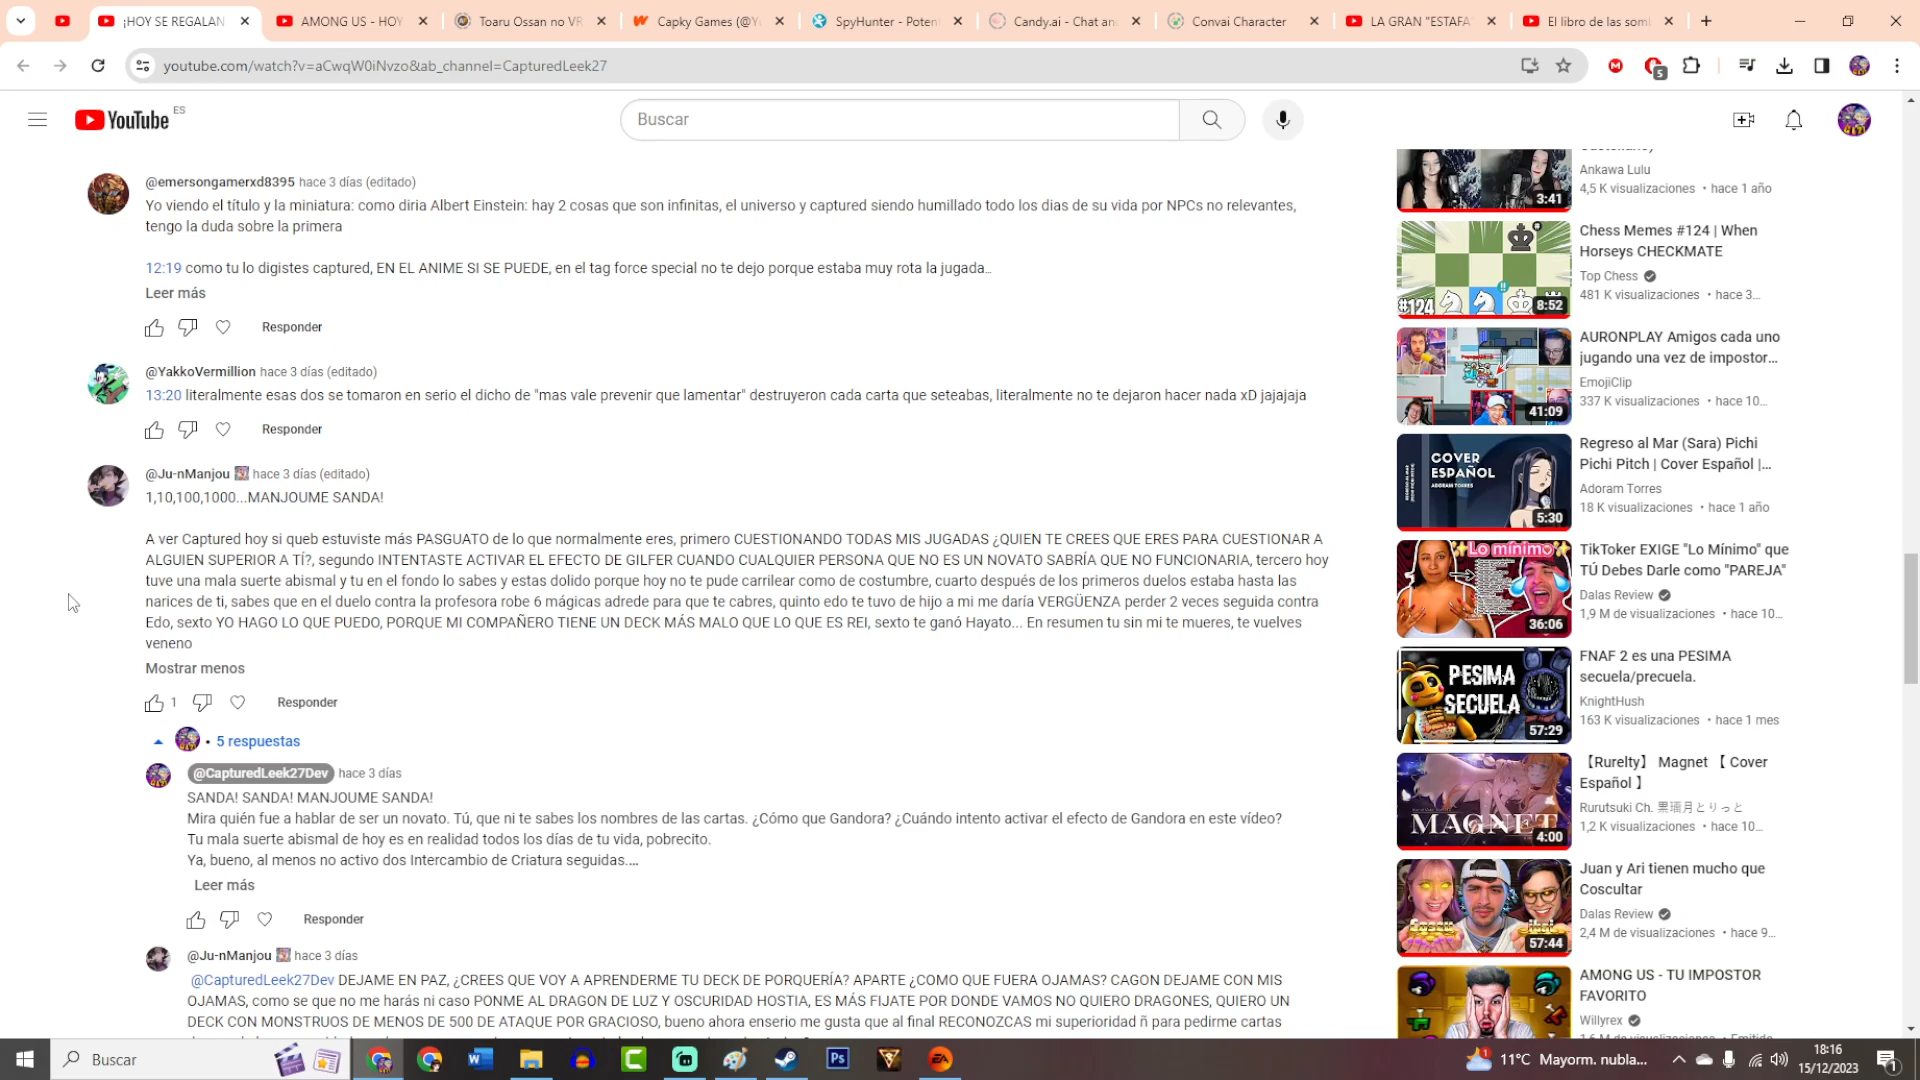 ¡HOY SE REGALAN
AMONG US - HOY
Toaru Ossan no VR
Capky Games (@Ya
SpyHunter - Poten
Candy.ai - Chat an
Convai Character
LA GRAN "ESTAFA"
El libro de las som
youtube.com/watch?v=aCwqW0iNvzo&ab_channel=CapturedLeek27
5
YouTube ES
Buscar
@emersongamerxd8395 hace 3 días (editado)
Yo viendo el título y la miniatura: como diria Albert Einstein: hay 2 cosas que son infinitas, el universo y captured siendo humillado todo los dias de su vida por NPCs no relevantes,
tengo la duda sobre la primera
12:19 como tu lo digistes captured, EN EL ANIME SI SE PUEDE, en el tag force special no te dejo porque estaba muy rota la jugada…
Leer más
Responder
@YakkoVermillion hace 3 días (editado)
13:20 literalmente esas dos se tomaron en serio el dicho de "mas vale prevenir que lamentar" destruyeron cada carta que seteabas, literalmente no te dejaron hacer nada xD jajajaja
Responder
@Ju-nManjou hace 3 días (editado)
1,10,100,1000...MANJOUME SANDA!
A ver Captured hoy si queb estuviste más PASGUATO de lo que normalmente eres, primero CUESTIONANDO TODAS MIS JUGADAS ¿QUIEN TE CREES QUE ERES PARA CUESTIONAR A
ALGUIEN SUPERIOR A TÍ?, segundo INTENTASTE ACTIVAR EL EFECTO DE GILFER CUANDO CUALQUIER PERSONA QUE NO ES UN NOVATO SABRÍA QUE NO FUNCIONARIA, tercero hoy
tuve una mala suerte abismal y tu en el fondo lo sabes y estas dolido porque hoy no te pude carrilear como de costumbre, cuarto después de los primeros duelos estaba hasta las
narices de ti, sabes que en el duelo contra la profesora robe 6 mágicas adrede para que te cabres, quinto edo te tuvo de hijo a mi me daría VERGÜENZA perder 2 veces seguida contra
Edo, sexto YO HAGO LO QUE PUEDO, PORQUE MI COMPAÑERO TIENE UN DECK MÁS MALO QUE LO QUE ES REI, sexto te ganó Hayato... En resumen tu sin mi te mueres, te vuelves
veneno
Mostrar menos
1
Responder
• 5 respuestas
@CapturedLeek27Dev hace 3 días
SANDA! SANDA! MANJOUME SANDA!
Mira quién fue a hablar de ser un novato. Tú, que ni te sabes los nombres de las cartas. ¿Cómo que Gandora? ¿Cuándo intento activar el efecto de Gandora en este vídeo?
Tu mala suerte abismal de hoy es en realidad todos los días de tu vida, pobrecito.
Ya, bueno, al menos no activo dos Intercambio de Criatura seguidas.…
Leer más
Responder
@Ju-nManjou hace 3 días
@CapturedLeek27Dev DEJAME EN PAZ, ¿CREES QUE VOY A APRENDERME TU DECK DE PORQUERÍA? APARTE ¿COMO QUE FUERA OJAMAS? CAGON DEJAME CON MIS
OJAMAS, como se que no me harás ni caso PONME AL DRAGON DE LUZ Y OSCURIDAD HOSTIA, ES MÁS FIJATE POR DONDE VAMOS NO QUIERO DRAGONES, QUIERO UN
DECK CON MONSTRUOS DE MENOS DE 500 DE ATAQUE POR GRACIOSO, bueno ahora enserio me gusta que al final RECONOZCAS mi superioridad ñ para pedirme cartas
3:41
Ankawa Lulu
4,5 K visualizaciones • hace 1 año
#124
8:52
Chess Memes #124 | When
Horseys CHECKMATE
Top Chess
481 K visualizaciones • hace 3...
41:09
AURONPLAY Amigos cada uno
jugando una vez de impostor...
EmojiClip
337 K visualizaciones • hace 10...
COVER
ESPAÑOL
ADORAM TORRES
5:30
Regreso al Mar (Sara) Pichi
Pichi Pitch | Cover Español |...
Adoram Torres
18 K visualizaciones • hace 1 año
Lo mínimo
36:06
TikToker EXIGE "Lo Mínimo" que
TÚ Debes Darle como "PAREJA"
Dalas Review
1,9 M de visualizaciones • hace 10...
PESIMA
SECUELA
57:29
FNAF 2 es una PESIMA
secuela/precuela.
KnightHush
163 K visualizaciones • hace 1 mes
MAGNET
4:00
【Rurelty】 Magnet 【 Cover
Español 】
Rurutsuki Ch. 黒瑠月とりっと
1,2 K visualizaciones • hace 10...
57:44
Juan y Ari tienen mucho que
Coscultar
Dalas Review
2,4 M de visualizaciones • hace 9...
AMONG US - TU IMPOSTOR
FAVORITO
Willyrex
Buscar
1
11°C Mayorm. nubla...
18:16
15/12/2023
1